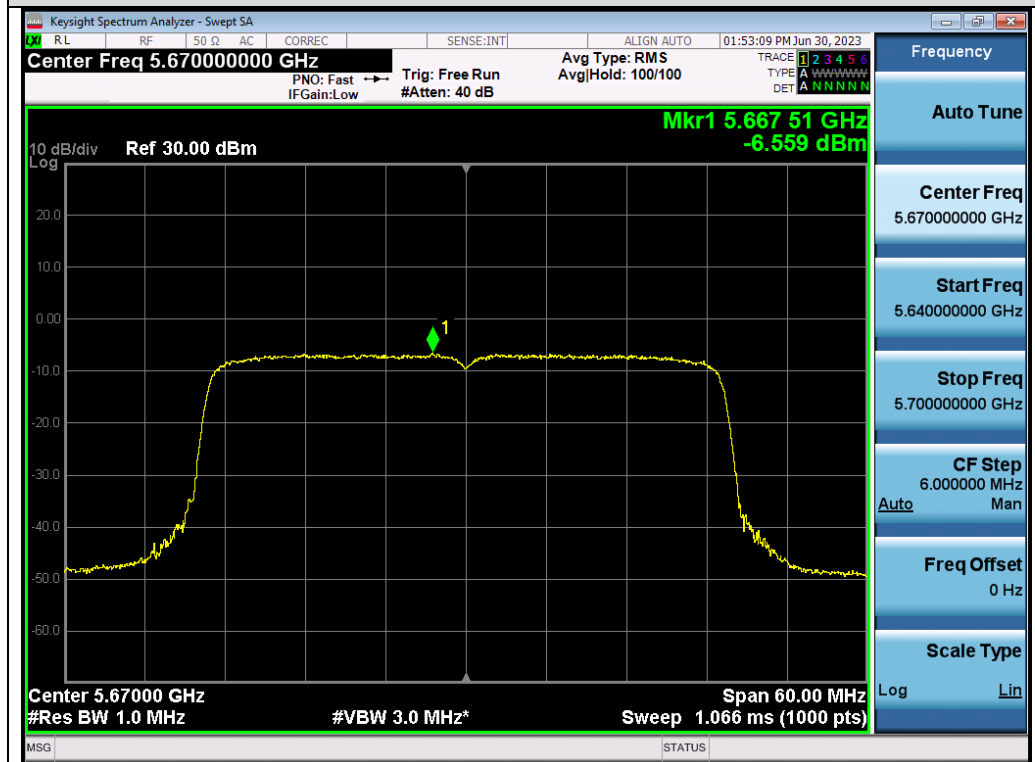 Keysight Spectrum Analyzer - Swept SA
LXI RL RF 50 Ω AC CORREC SENSE:INT ALIGN AUTO 01:53:09 PM Jun 30, 2023
Center Freq 5.670000000 GHz
PNO: Fast
IFGain:Low
Trig: Free Run
#Atten: 40 dB
Avg Type: RMS
Avg|Hold: 100/100
TRACE 1 2 3 4 5 6
TYPE A WWWWW
DET A N N N N N
Mkr1 5.667 51 GHz
-6.559 dBm
10 dB/div Ref 30.00 dBm
Log
20.0
10.0
0.00
-10.0
-20.0
-30.0
-40.0
-50.0
-60.0
1
Center 5.67000 GHz Span 60.00 MHz
#Res BW 1.0 MHz #VBW 3.0 MHz* Sweep 1.066 ms (1000 pts)
MSG STATUS
Frequency
Auto Tune
Center Freq
5.670000000 GHz
Start Freq
5.640000000 GHz
Stop Freq
5.700000000 GHz
CF Step
6.000000 MHz
Auto Man
Freq Offset
0 Hz
Scale Type
Log Lin